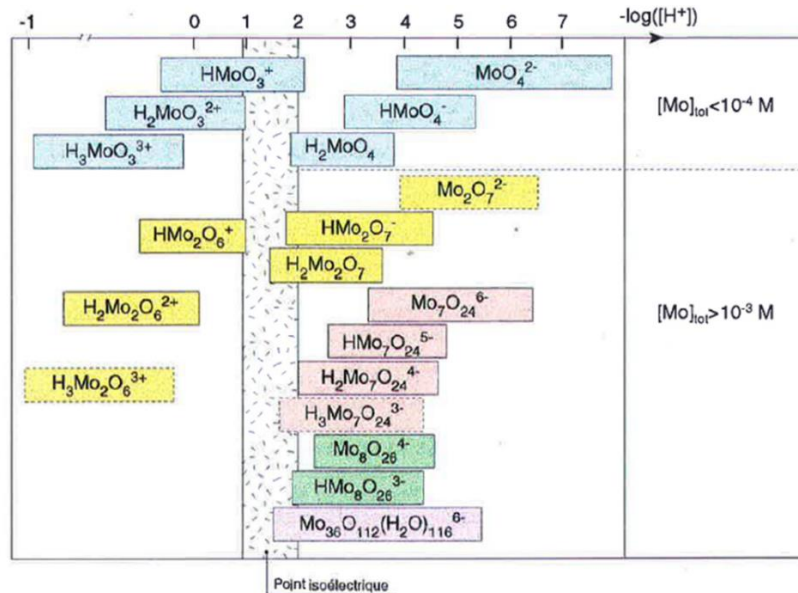 -1 0 1 2 3 4 5 6 7 -log([H⁺])
HMoO₃⁺ MoO₄²⁻
H₂MoO₃²⁺ HMoO₄⁻ [Mo]tot<10⁻⁴ M
H₃MoO₃³⁺ H₂MoO₄
Mo₂O₇²⁻
HMo₂O₆⁺ HMo₂O₇⁻
H₂Mo₂O₇
H₂Mo₂O₆²⁺ Mo₇O₂₄⁶⁻ [Mo]tot>10⁻³ M
HMo₇O₂₄⁵⁻
H₃Mo₂O₆³⁺ H₂Mo₇O₂₄⁴⁻
H₃Mo₇O₂₄³⁻
Mo₈O₂₆⁴⁻
HMo₈O₂₆³⁻
Mo₃₆O₁₁₂(H₂O)₁₁₆⁶⁻
Point isoélectrique